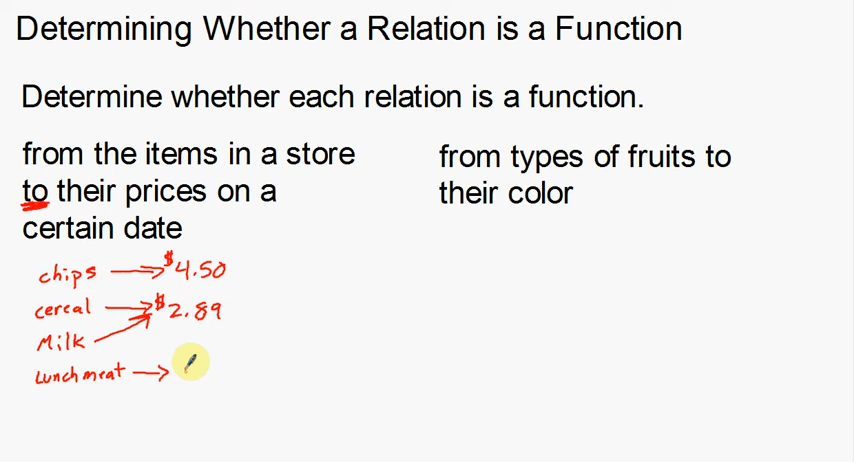 Determining Whether a Relation is a Function
Determine whether each relation is a function.
from the items in a store
to their prices on a
certain date
chips $4.50
cereal $2.89
Milk
Lunch meat
from types of fruits to
their color